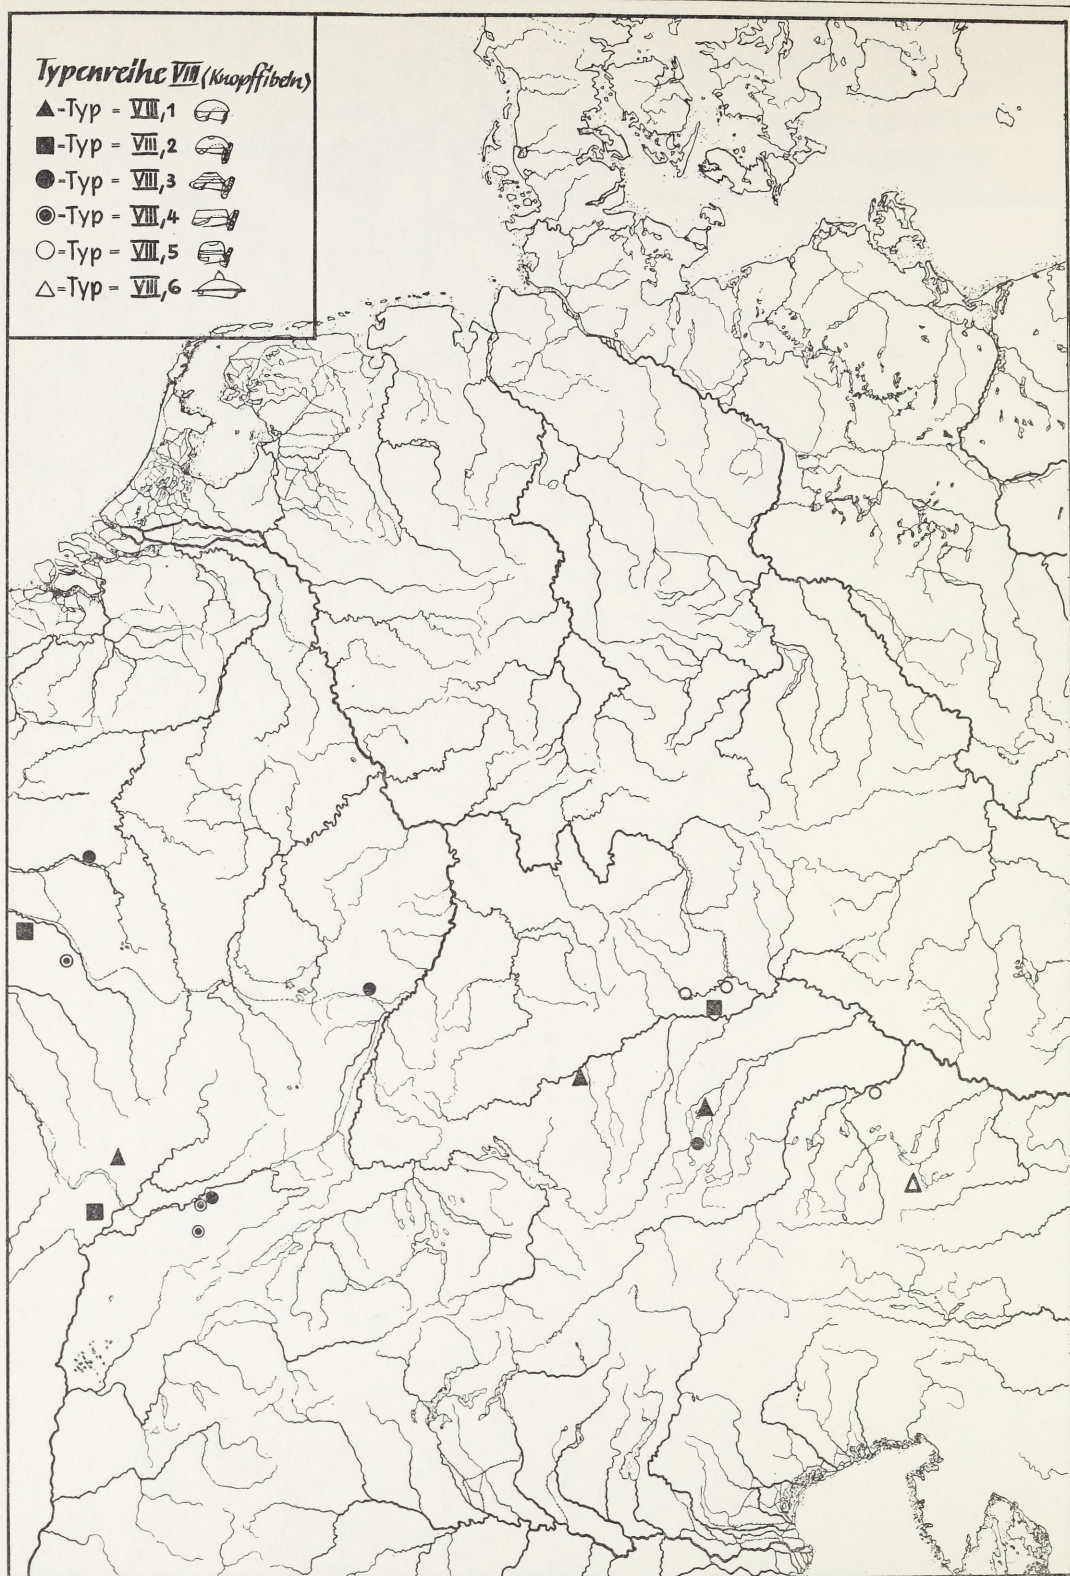 Typenreihe VIII (Knopffibeln)
▲-Typ = VIII,1
■=Typ = VIII,2
●=Typ = VIII,3
◉-Typ = VIII,4
○=Typ = VIII,5
△=Typ = VIII,6